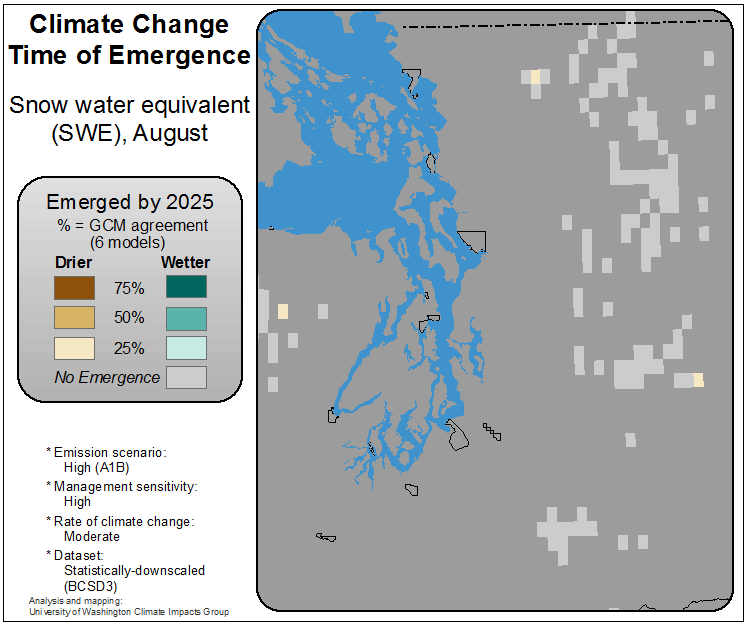 Climate Change
Time of Emergence
Snow water equivalent
(SWE), August
Emerged by 2025
% = GCM agreement
(6 models)
Drier Wetter
75%
50%
25%
No Emergence
* Emission scenario:
High (A1B)
* Management sensitivity:
High
* Rate of climate change:
Moderate
* Dataset:
Statistically-downscaled
(BCSD3)
Analysis and mapping:
University of Washington Climate Impacts Group